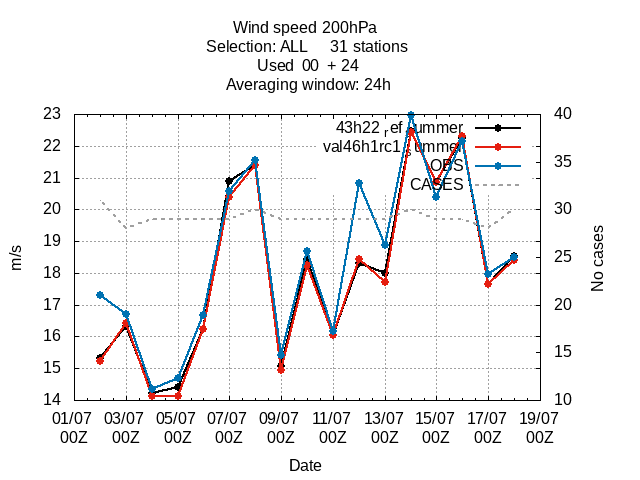 Wind speed 200hPa
Selection: ALL 31 stations
Used 00 + 24
Averaging window: 24h
43h22_ref_summer
val46h1rc1_summer
OBS
CASES
23
22
21
20
19
18
17
16
15
14
40
35
30
25
20
15
10
m/s
No cases
01/07 03/07 05/07 07/07 09/07 11/07 13/07 15/07 17/07 19/07
00Z 00Z 00Z 00Z 00Z 00Z 00Z 00Z 00Z 00Z
Date